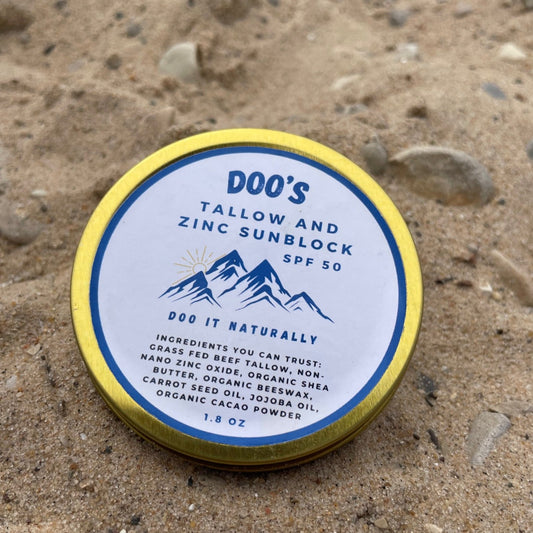 DOO'S
TALLOW AND
ZINC SUNBLOCK
SPF 50
DOO IT NATURALLY
INGREDIENTS YOU CAN TRUST:
GRASS FED BEEF TALLOW, NON-
NANO ZINC OXIDE, ORGANIC SHEA
BUTTER, ORGANIC BEESWAX,
CARROT SEED OIL, JOJOBA OIL,
ORGANIC CACAO POWDER
1.8 OZ